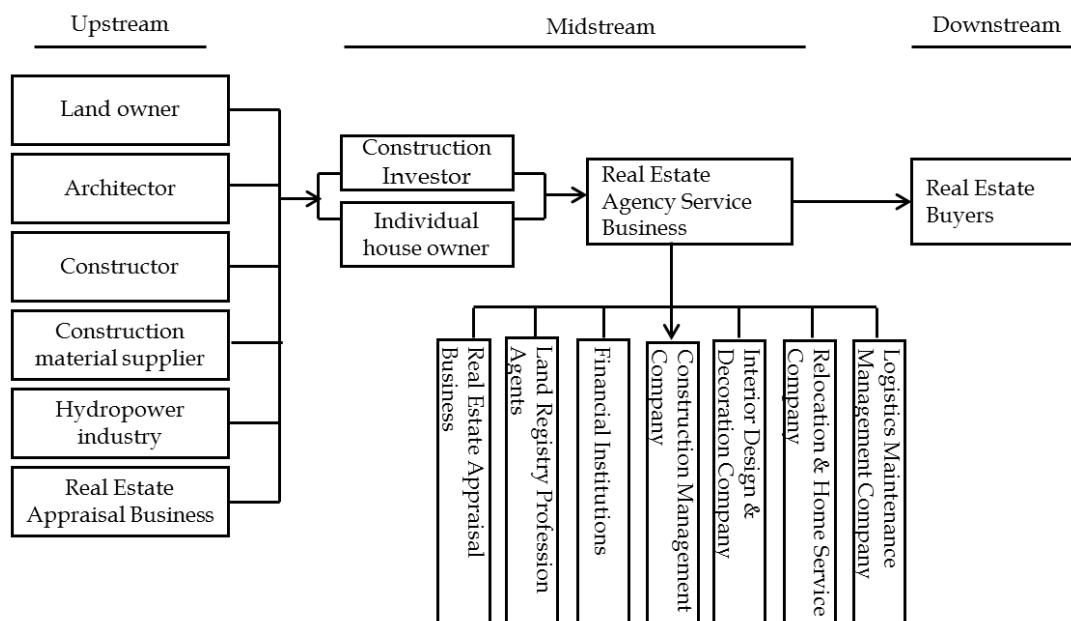 Upstream
Midstream
Downstream
Land owner
Architector
Constructor
Construction
material supplier
Hydropower
industry
Real Estate
Appraisal Business
Construction
Investor
Individual
house owner
Real Estate
Agency Service
Business
Real Estate
Buyers
Real Estate Appraisal
Business
Land Registry Profession
Agents
Financial Institutions
Construction Management
Company
Interior Design &
Decoration Company
Relocation & Home Service
Company
Logistics Maintenance
Management Company